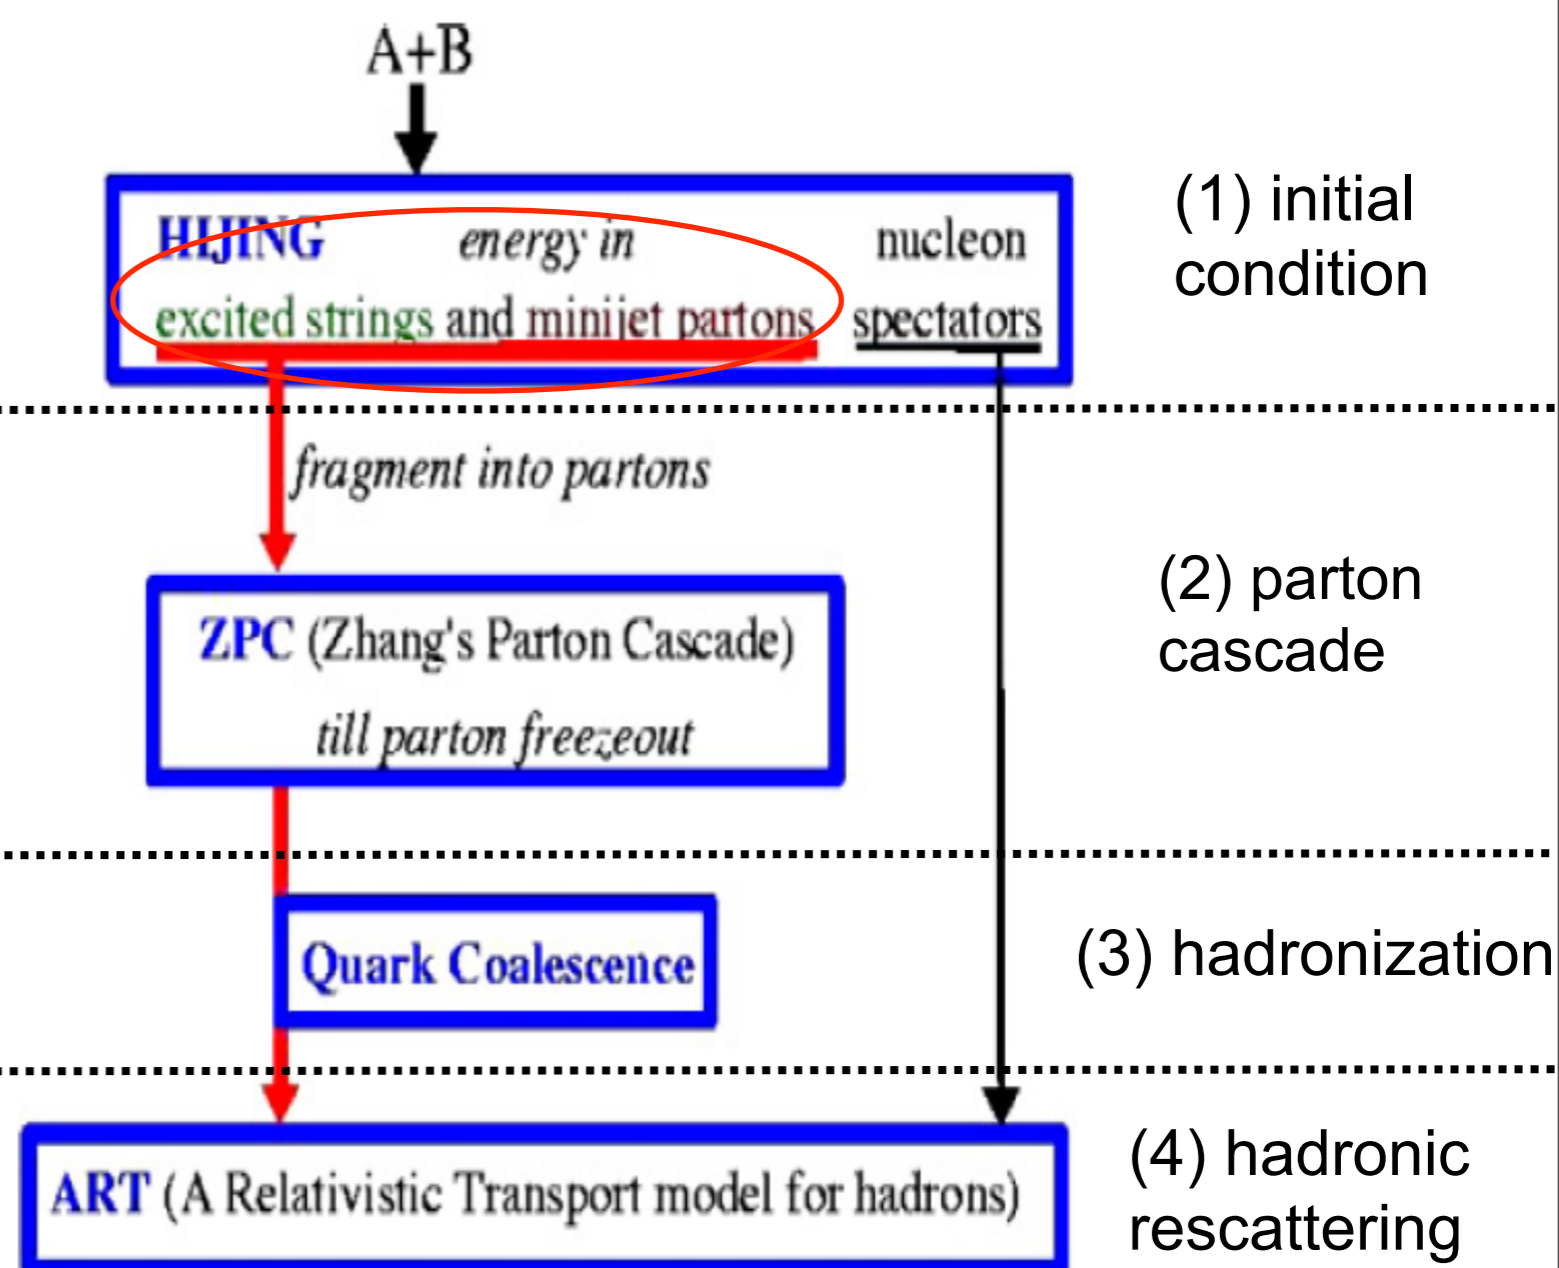 A+B
HIJING energy in nucleon
excited strings and minijet partons spectators
(1) initial
condition
fragment into partons
ZPC (Zhang's Parton Cascade)
till parton freezeout
(2) parton
cascade
Quark Coalescence
(3) hadronization
ART (A Relativistic Transport model for hadrons)
(4) hadronic
rescattering